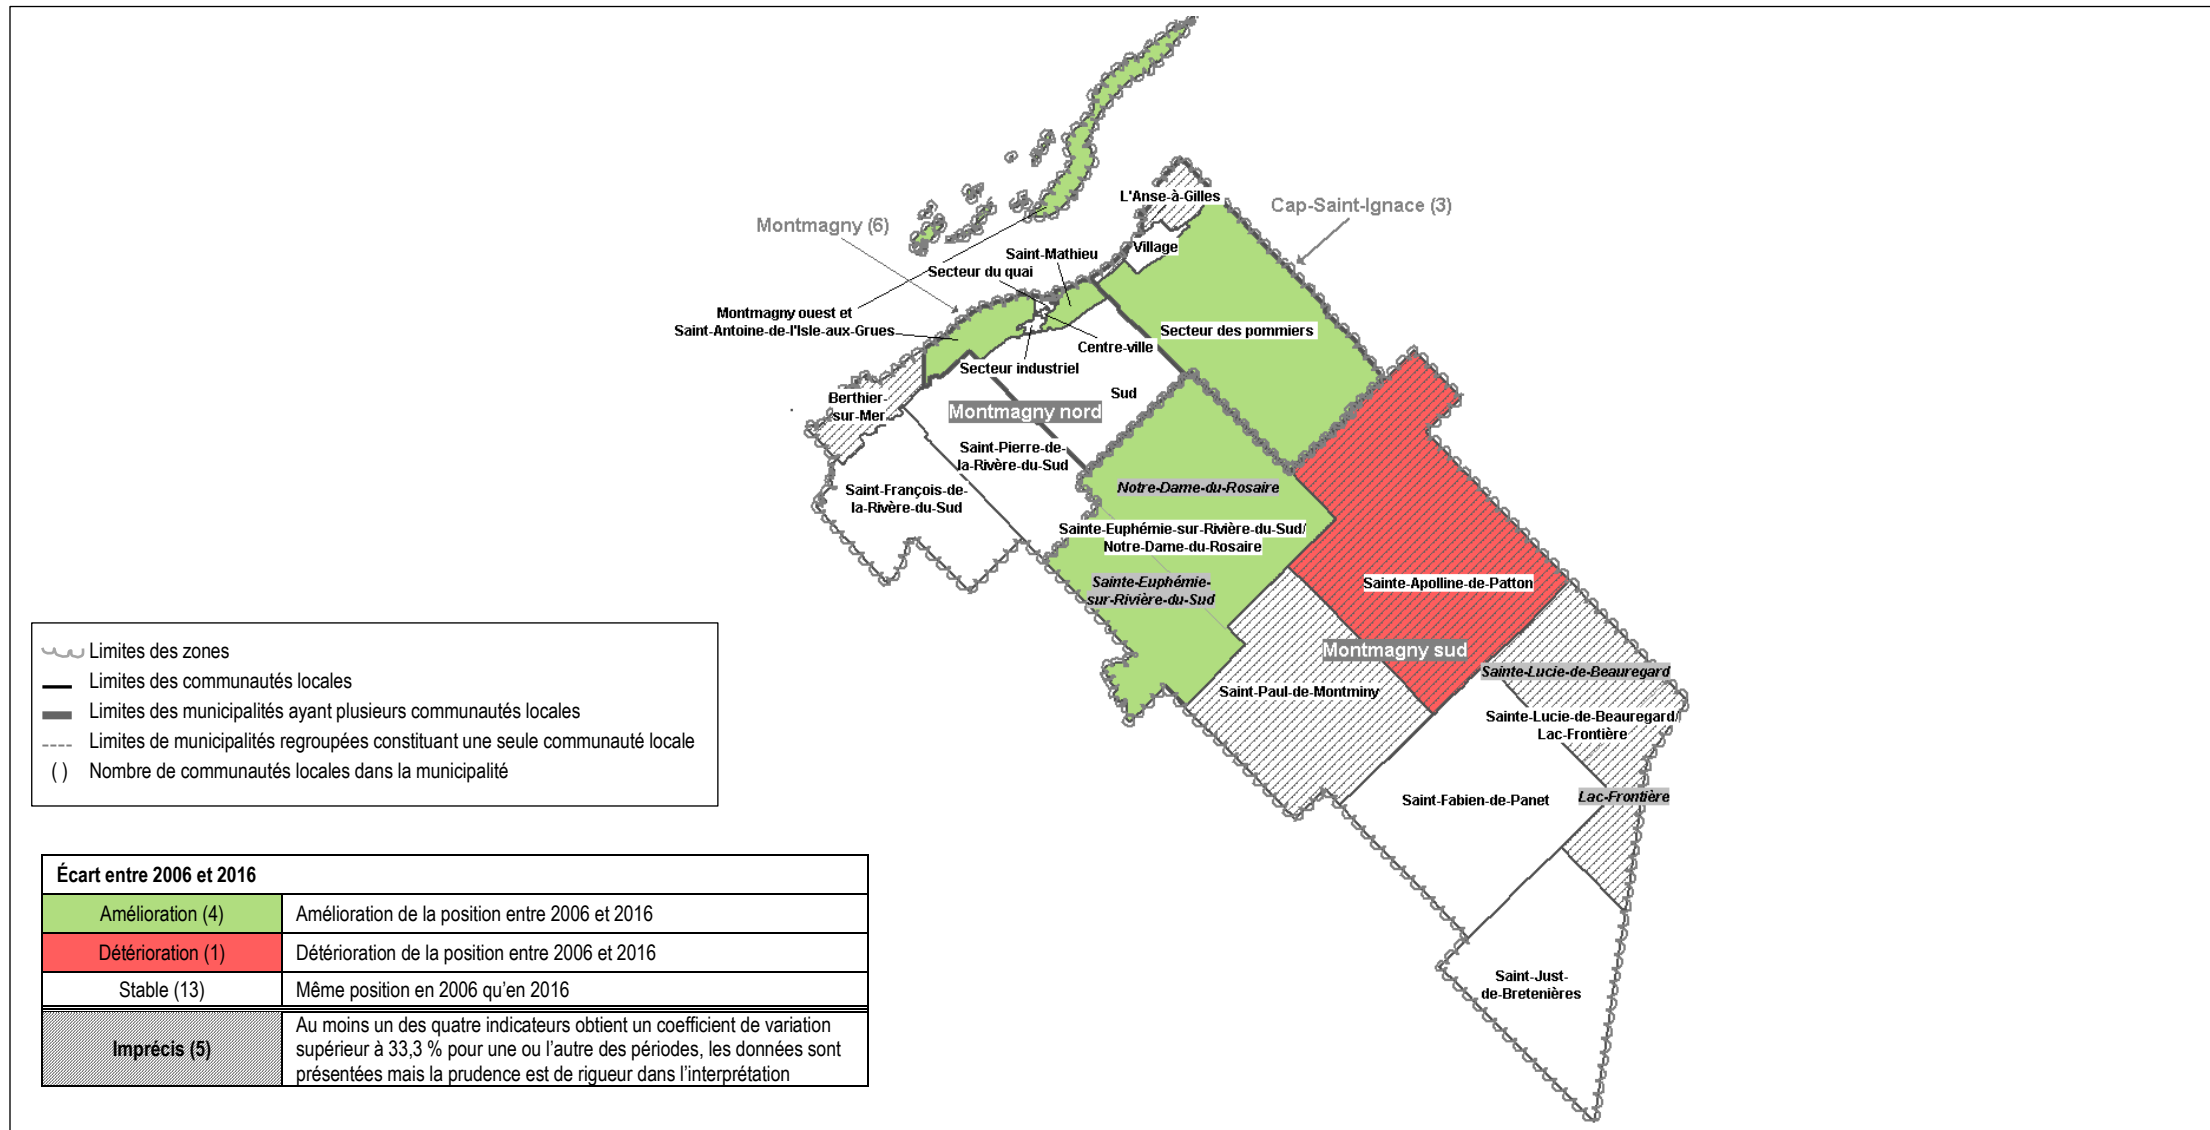 L'Anse-à-Gilles
Cap-Saint-Ignace (3)
Montmagny (6)
Village
Saint-Mathieu
Secteur du quai
Montmagny ouest et
Saint-Antoine-de-l'Isle-aux-Grues
Secteur des pommiers
Centre-ville
Secteur industriel
Sud
Berthier-
sur-Mer
Montmagny nord
Saint-Pierre-de-
la-Rivère-du-Sud
Saint-François-de-
la-Rivère-du-Sud
Notre-Dame-du-Rosaire
Sainte-Euphémie-sur-Rivière-du-Sud/
Notre-Dame-du-Rosaire
Sainte-Euphémie-
sur-Rivière-du-Sud
Sainte-Apolline-de-Patton
Montmagny sud
Sainte-Lucie-de-Beauregard
Saint-Paul-de-Montminy
Sainte-Lucie-de-Beauregard/
Lac-Frontière
Saint-Fabien-de-Panet
Lac-Frontière
Saint-Just-
de-Bretenières
Limites des zones
Limites des communautés locales
Limites des municipalités ayant plusieurs communautés locales
Limites de municipalités regroupées constituant une seule communauté locale
( ) Nombre de communautés locales dans la municipalité
Écart entre 2006 et 2016
Amélioration (4) Amélioration de la position entre 2006 et 2016
Détérioration (1) Détérioration de la position entre 2006 et 2016
Stable (13) Même position en 2006 qu'en 2016
Imprécis (5)
Au moins un des quatre indicateurs obtient un coefficient de variation
supérieur à 33,3 % pour une ou l'autre des périodes, les données sont
présentées mais la prudence est de rigueur dans l'interprétation